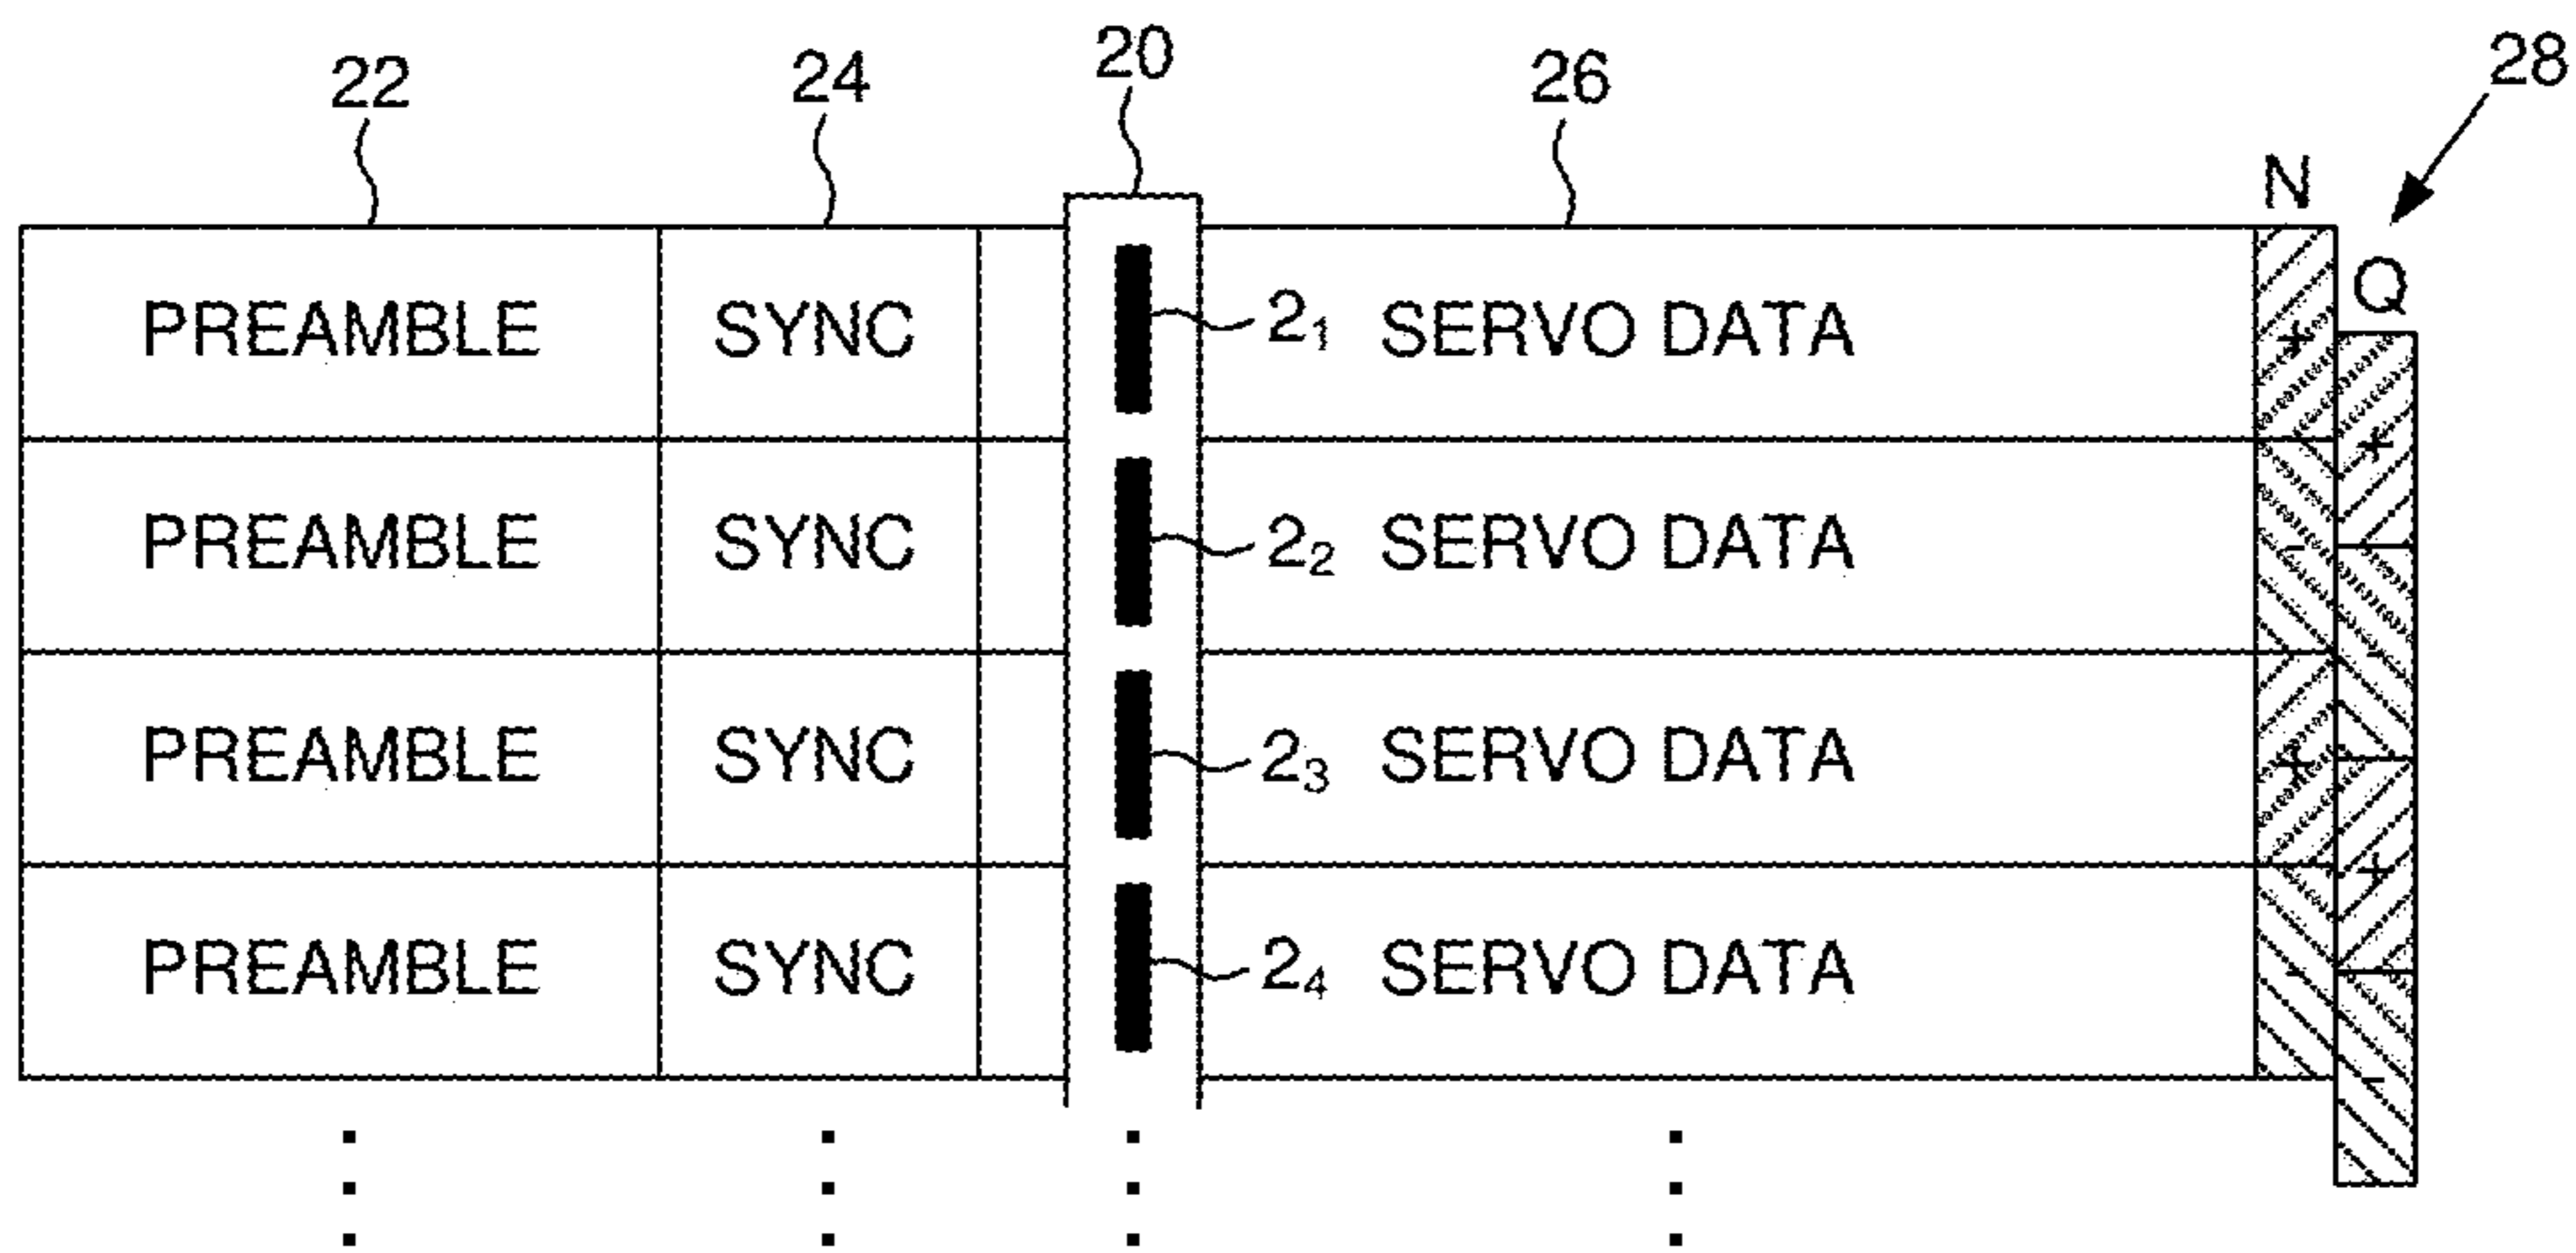 22 24 20 26 28
N
Q
PREAMBLE SYNC 2₁ SERVO DATA +
+
PREAMBLE SYNC 2₂ SERVO DATA -
-
PREAMBLE SYNC 2₃ SERVO DATA +
+
PREAMBLE SYNC 2₄ SERVO DATA -
-